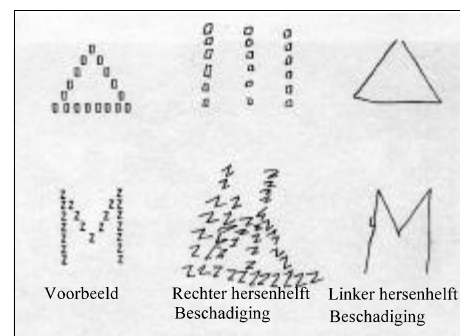 Voorbeeld
Rechter hersenhelft
Beschadiging
Linker hersenhelft
Beschadiging